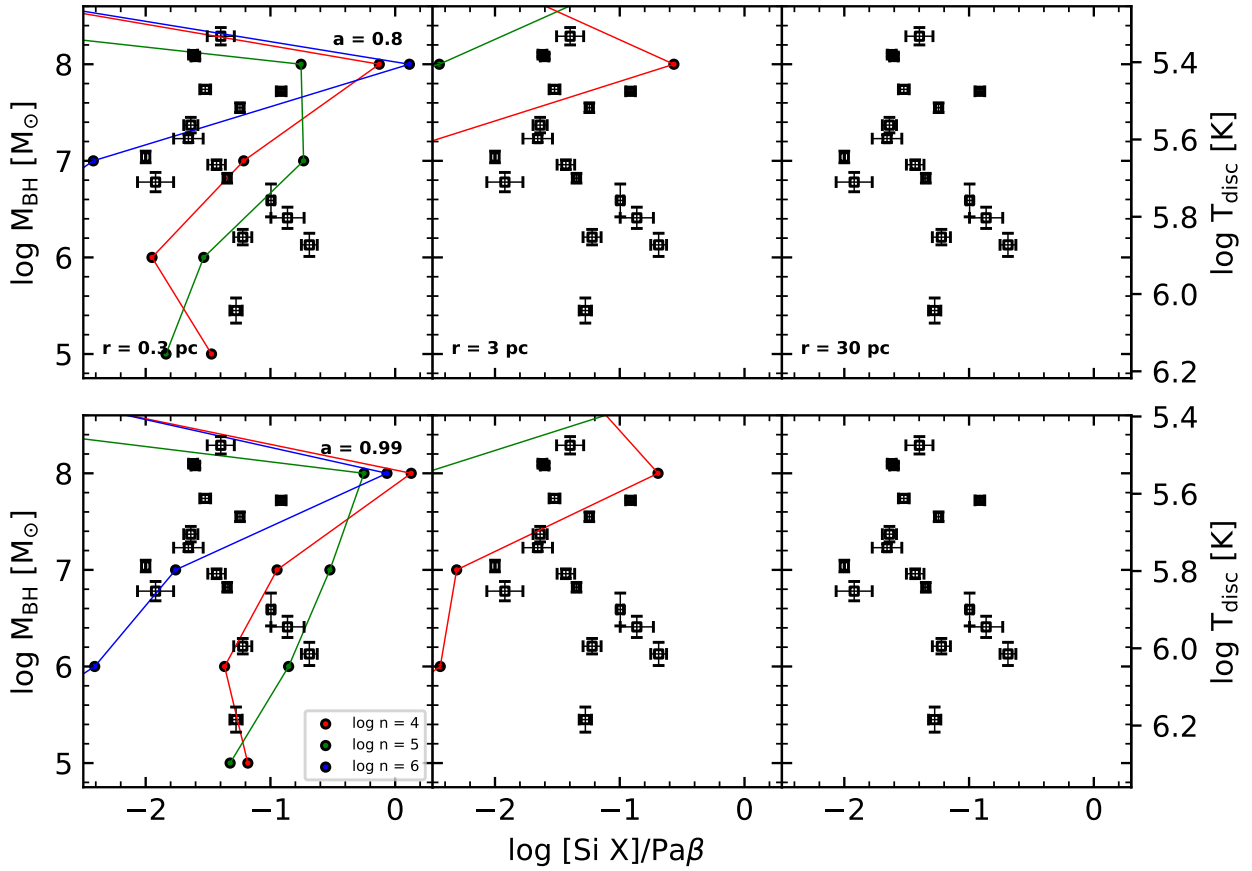 a = 0.8
8
7
6
5
log M_BH [M_⊙]
r = 0.3 pc
r = 3 pc
r = 30 pc
5.4
5.6
5.8
6.0
6.2
log T_disc [K]
a = 0.99
8
7
6
5
log M_BH [M_⊙]
log n = 4
log n = 5
log n = 6
5.4
5.6
5.8
6.0
6.2
log T_disc [K]
−2 −1 0 −2 −1 0 −2 −1 0
log [Si X]/Paβ